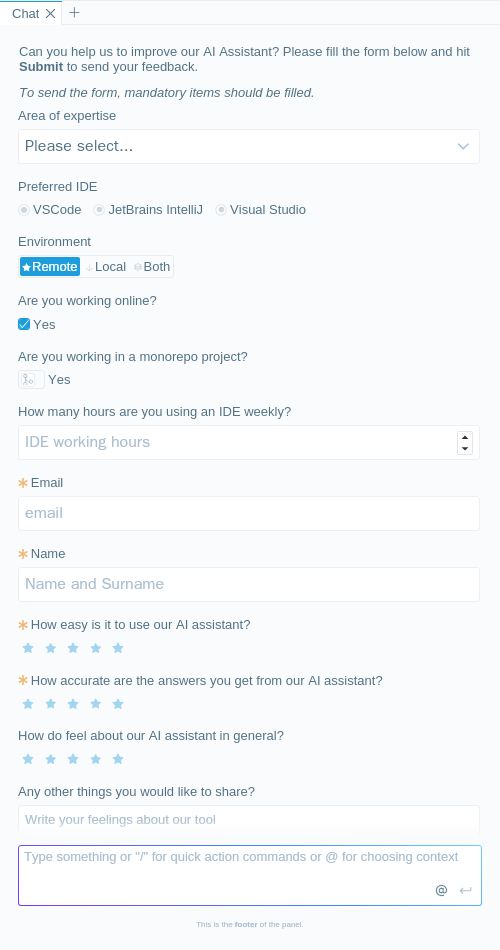 Chat
Can you help us to improve our AI Assistant? Please fill the form below and hit
Submit to send your feedback.
To send the form, mandatory items should be filled.
Area of expertise
Please select...
Preferred IDE
VSCode JetBrains IntelliJ Visual Studio
Environment
Remote Local Both
Are you working online?
Yes
Are you working in a monorepo project?
Yes
How many hours are you using an IDE weekly?
IDE working hours
Email
email
Name
Name and Surname
How easy is it to use our AI assistant?
How accurate are the answers you get from our AI assistant?
How do feel about our AI assistant in general?
Any other things you would like to share?
Write your feelings about our tool
Type something or "/" for quick action commands or @ for choosing context
@
This is the footer of the panel.